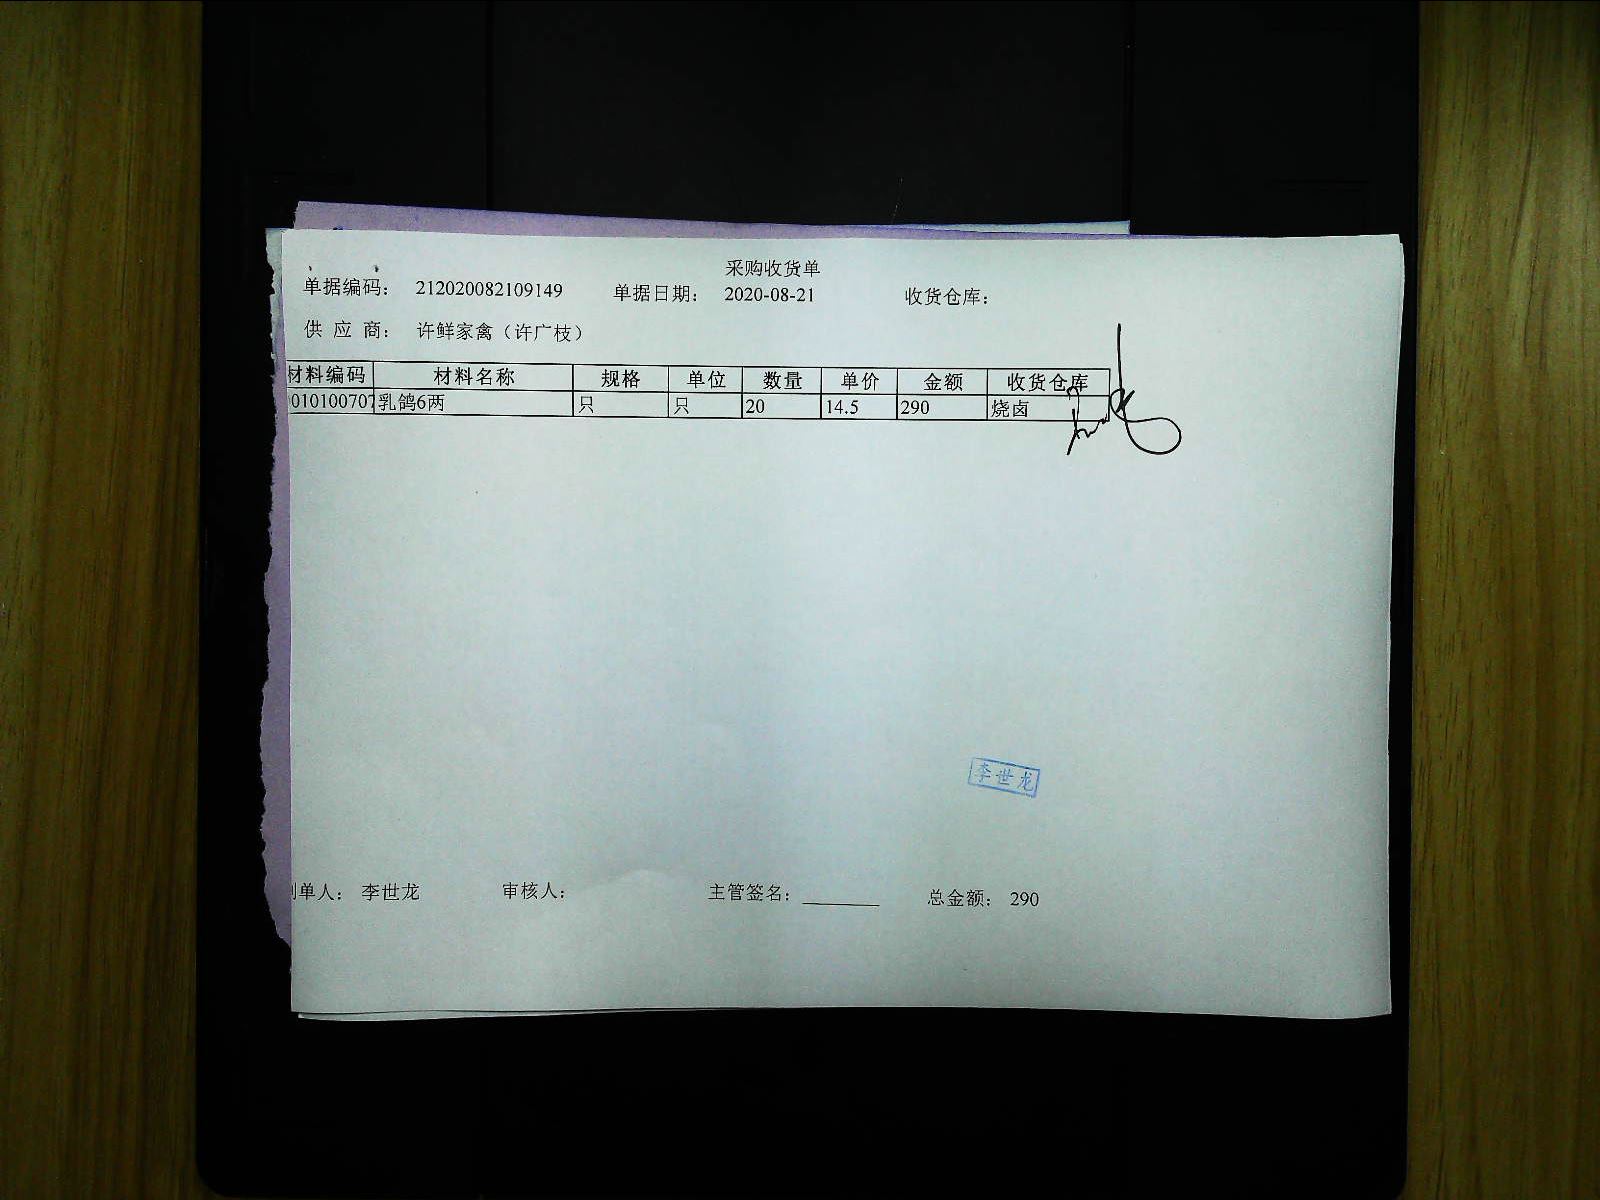 采购收货单
单据编码： 212020082109149 单据日期： 2020-08-21 收货仓库：
供 应 商： 许鲜家禽（许广枝）
材料编码 材料名称 规格 单位 数量 单价 金额 收货仓库
010100707 乳鸽6两 只 只 20 14.5 290 烧卤
李世龙
制单人： 李世龙 审核人： 主管签名： ________ 总金额： 290